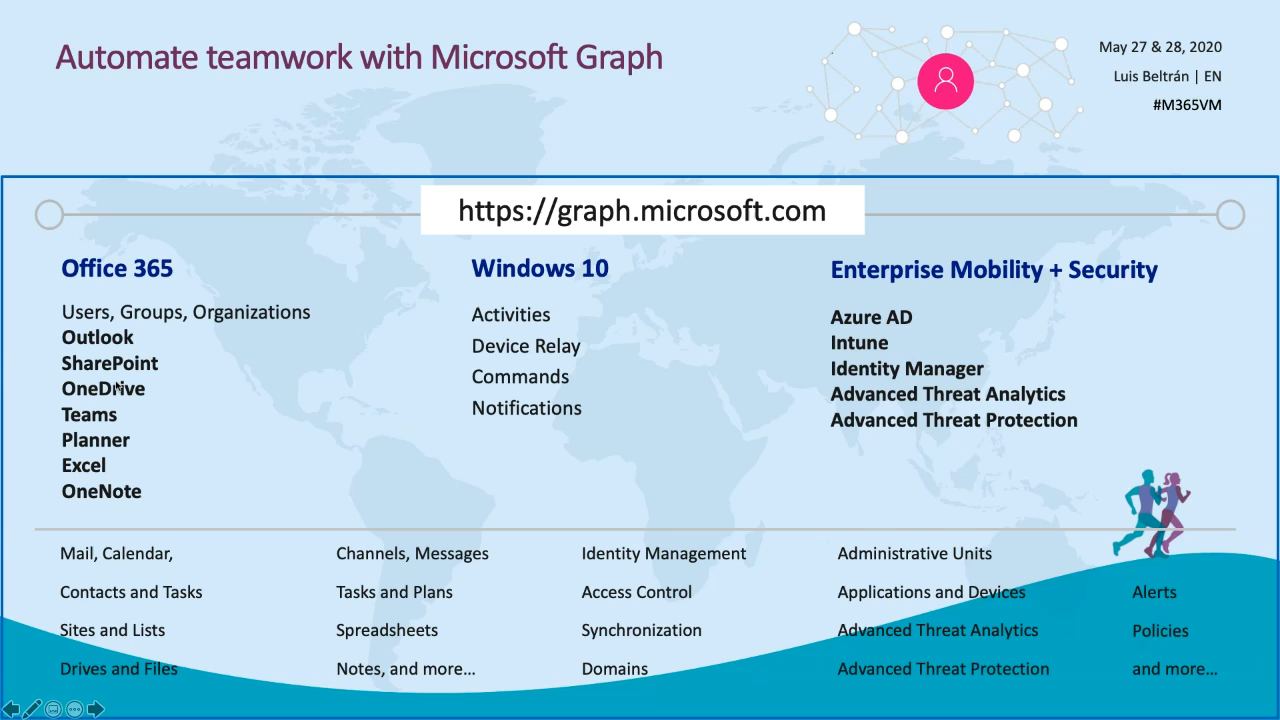 Automate teamwork with Microsoft Graph
May 27 & 28, 2020
Luis Beltrán | EN
#M365VM
https://graph.microsoft.com
Office 365
Users, Groups, Organizations
Outlook
SharePoint
OneDrive
Teams
Planner
Excel
OneNote
Windows 10
Activities
Device Relay
Commands
Notifications
Enterprise Mobility + Security
Azure AD
Intune
Identity Manager
Advanced Threat Analytics
Advanced Threat Protection
Mail, Calendar,
Contacts and Tasks
Sites and Lists
Drives and Files
Channels, Messages
Tasks and Plans
Spreadsheets
Notes, and more...
Identity Management
Access Control
Synchronization
Domains
Administrative Units
Applications and Devices
Advanced Threat Analytics
Advanced Threat Protection
Alerts
Policies
and more...